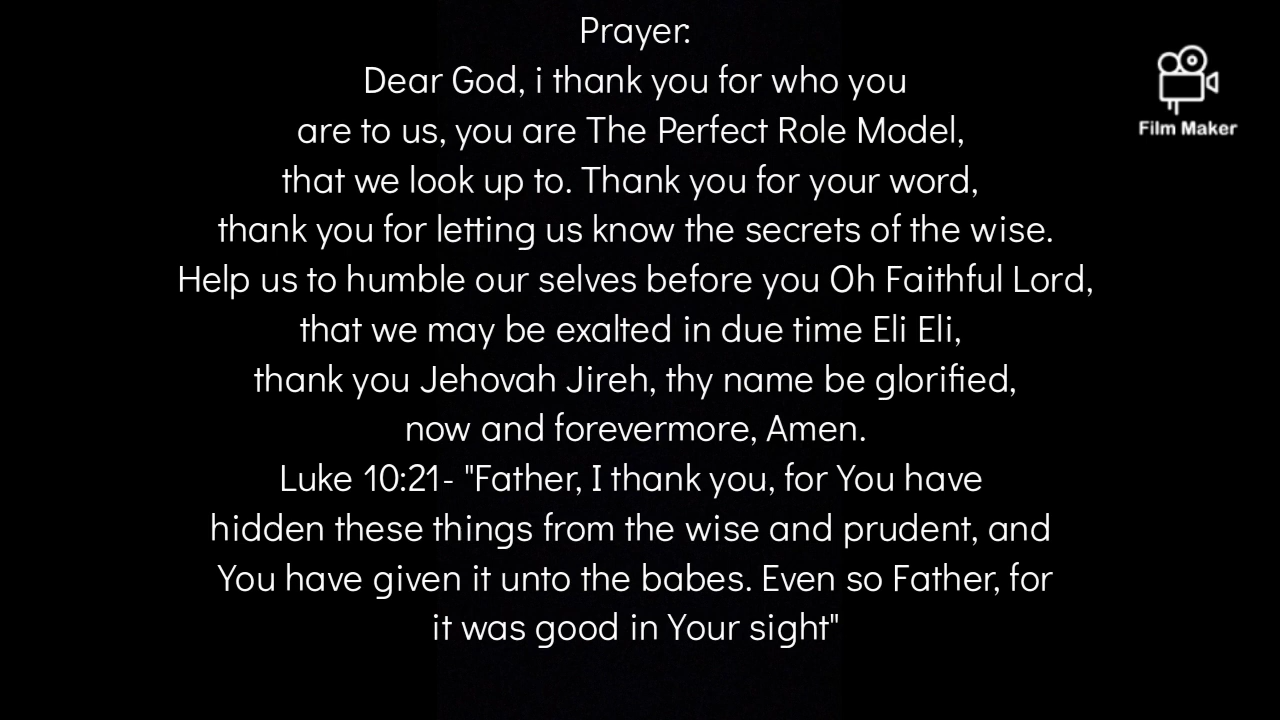 Prayer:
Dear God, i thank you for who you
are to us, you are The Perfect Role Model,
that we look up to. Thank you for your word,
thank you for letting us know the secrets of the wise.
Help us to humble our selves before you Oh Faithful Lord,
that we may be exalted in due time Eli Eli,
thank you Jehovah Jireh, thy name be glorified,
now and forevermore, Amen.
Luke 10:21- "Father, I thank you, for You have
hidden these things from the wise and prudent, and
You have given it unto the babes. Even so Father, for
it was good in Your sight"
Film Maker